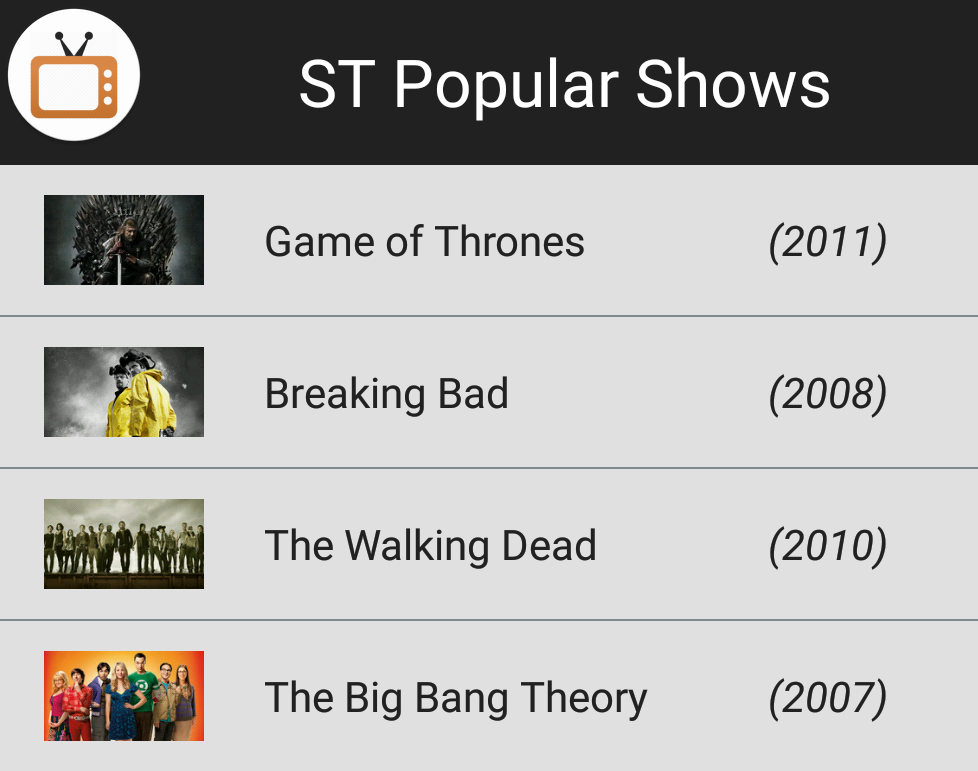 ST Popular Shows
Game of Thrones (2011)
Breaking Bad (2008)
The Walking Dead (2010)
The Big Bang Theory (2007)